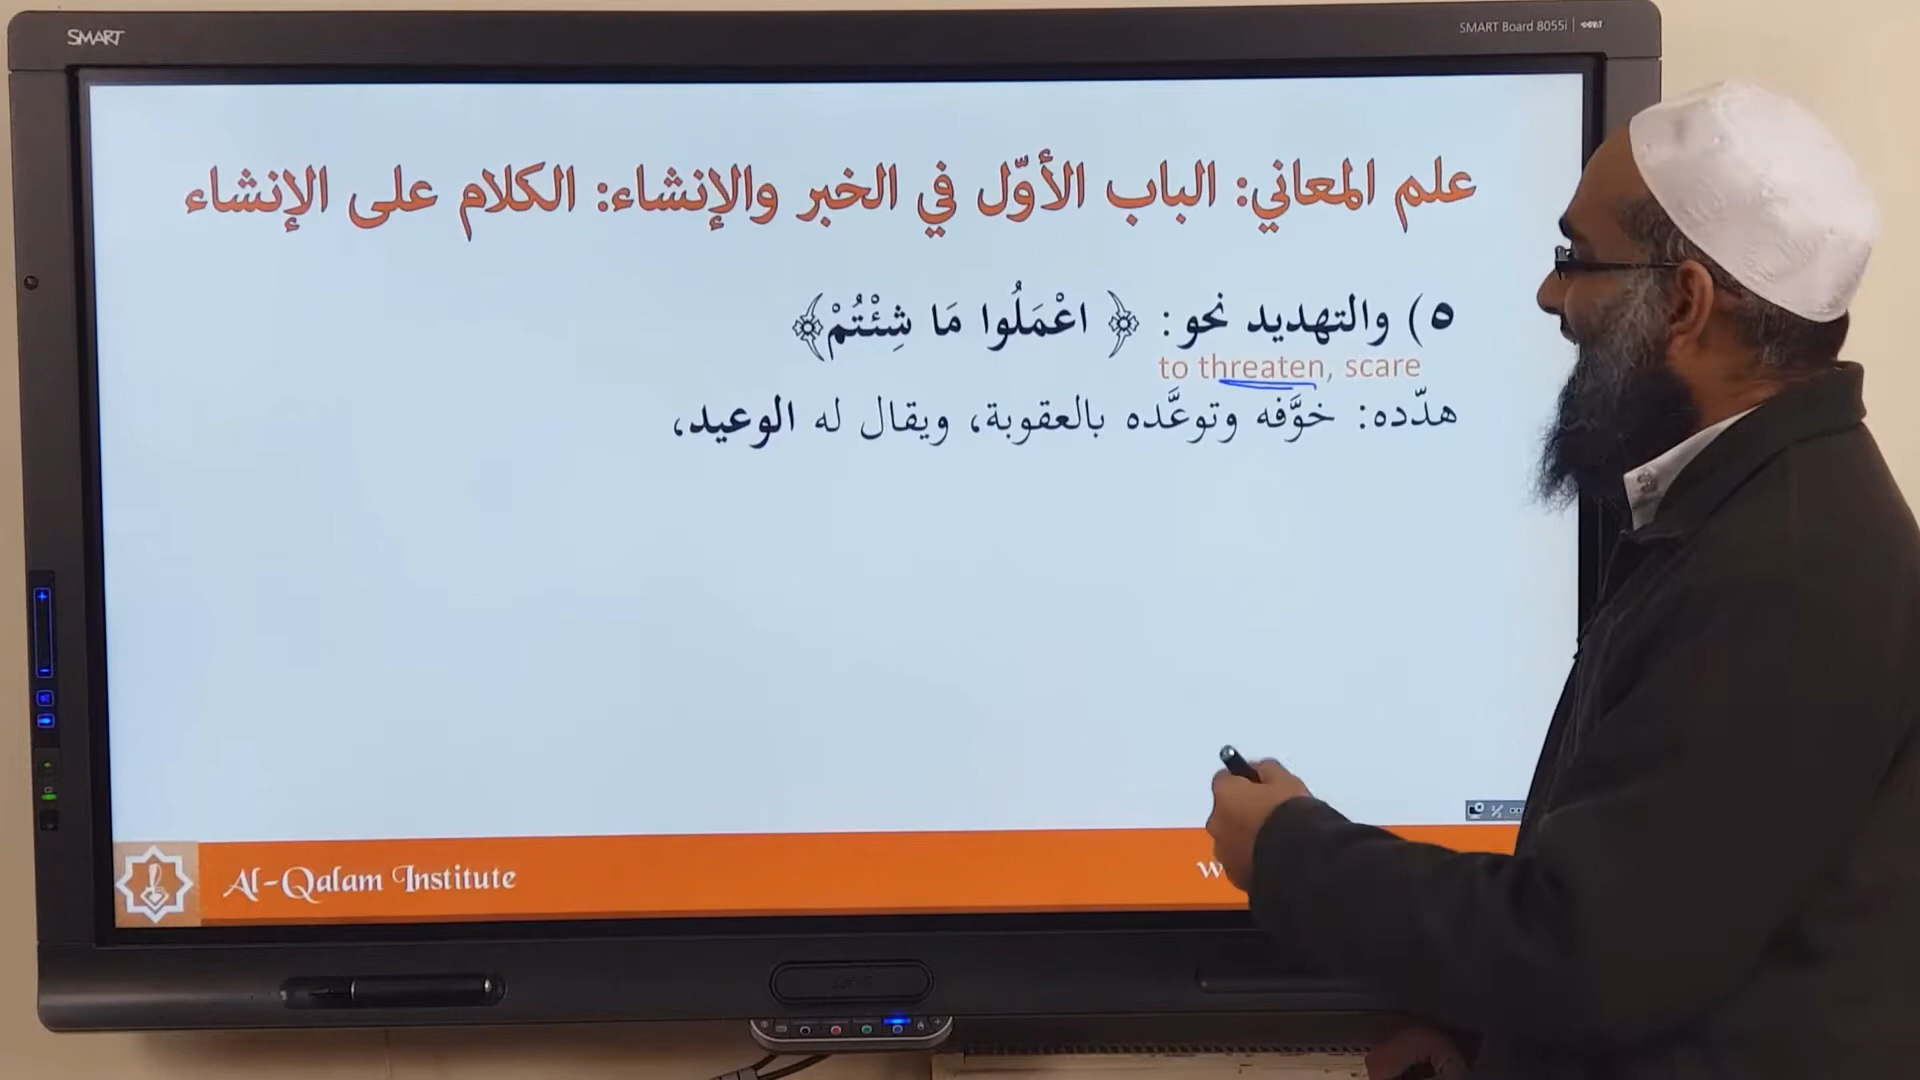 SMART
SMART Board 8055i
علم المعاني: الباب الأوّل في الخبر والإنشاء: الكلام على الإنشاء
٥) والتهديد نحو: ﴿ اعْمَلُوا مَا شِئْتُمْ﴾
to threaten, scare
هدّده: خوَّفه وتوعَّده بالعقوبة، ويقال له الوعيد،
Al-Qalam Institute
w